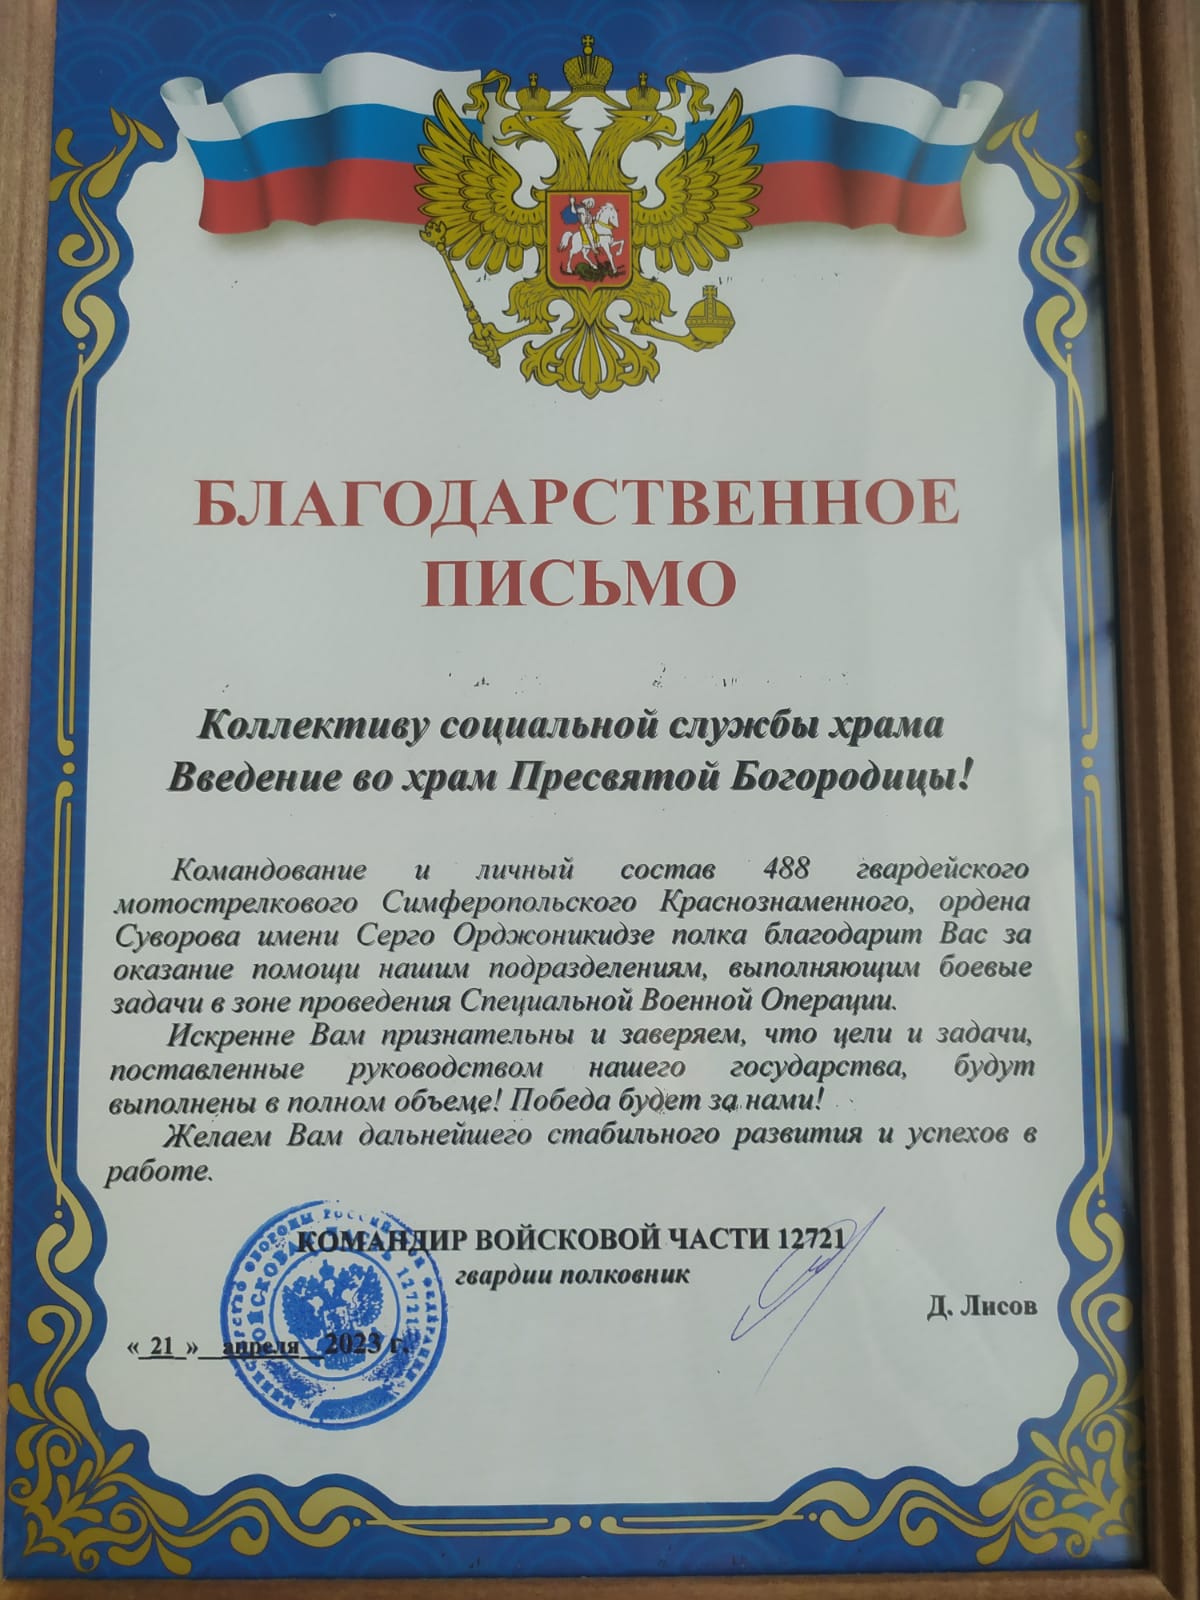 БЛАГОДАРСТВЕННОЕ
ПИСЬМО
Коллективу социальной службы храма
Введение во храм Пресвятой Богородицы!
Командование и личный состав 488 гвардейского
мотострелкового Симферопольского Краснознаменного, ордена
Суворова имени Серго Орджоникидзе полка благодарит Вас за
оказание помощи нашим подразделениям, выполняющим боевые
задачи в зоне проведения Специальной Военной Операции.
Искренне Вам признательны и заверяем, что цели и задачи,
поставленные руководством нашего государства, будут
выполнены в полном объеме! Победа будет за нами!
Желаем Вам дальнейшего стабильного развития и успехов в
работе.
КОМАНДИР ВОЙСКОВОЙ ЧАСТИ 12721
гвардии полковник
Д. Лисов
« 21 » апреля 2023 г.